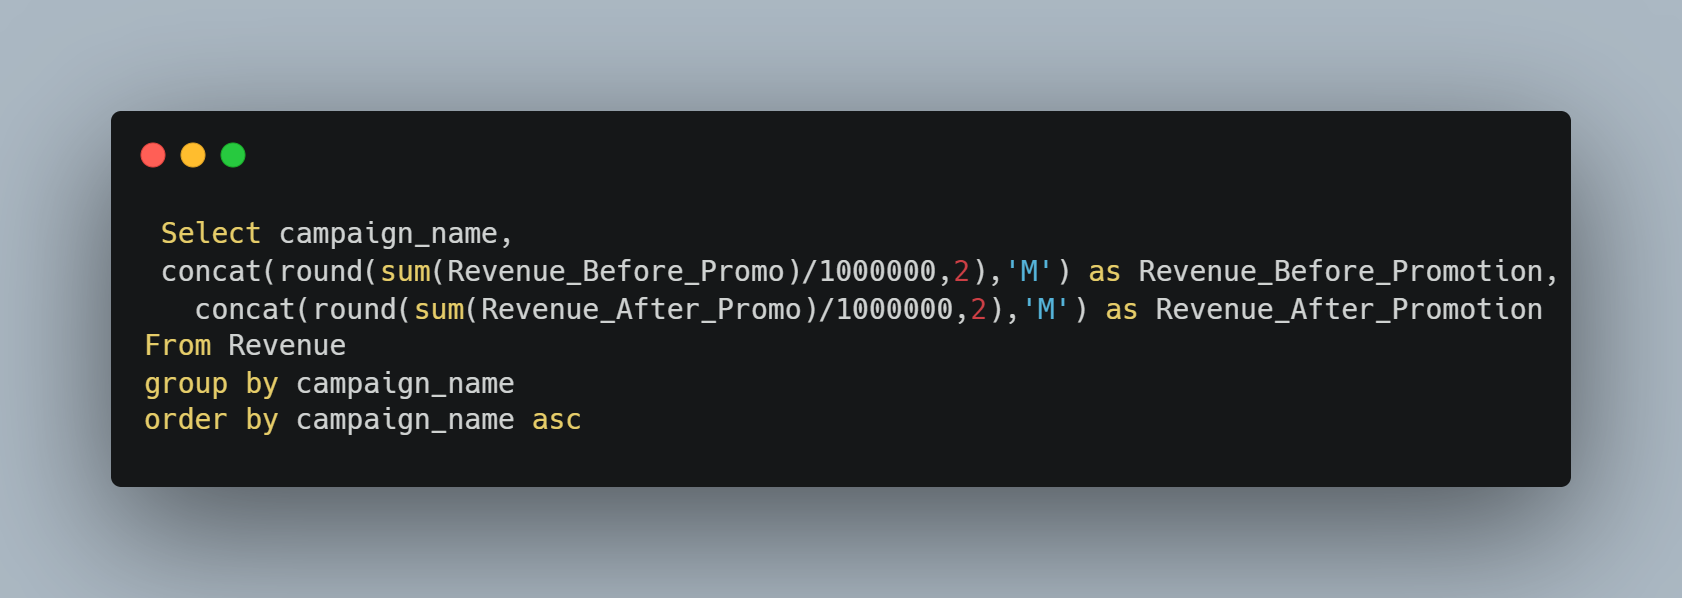 Select campaign_name,
concat(round(sum(Revenue_Before_Promo)/1000000,2),'M') as Revenue_Before_Promotion,
concat(round(sum(Revenue_After_Promo)/1000000,2),'M') as Revenue_After_Promotion
From Revenue
group by campaign_name
order by campaign_name asc